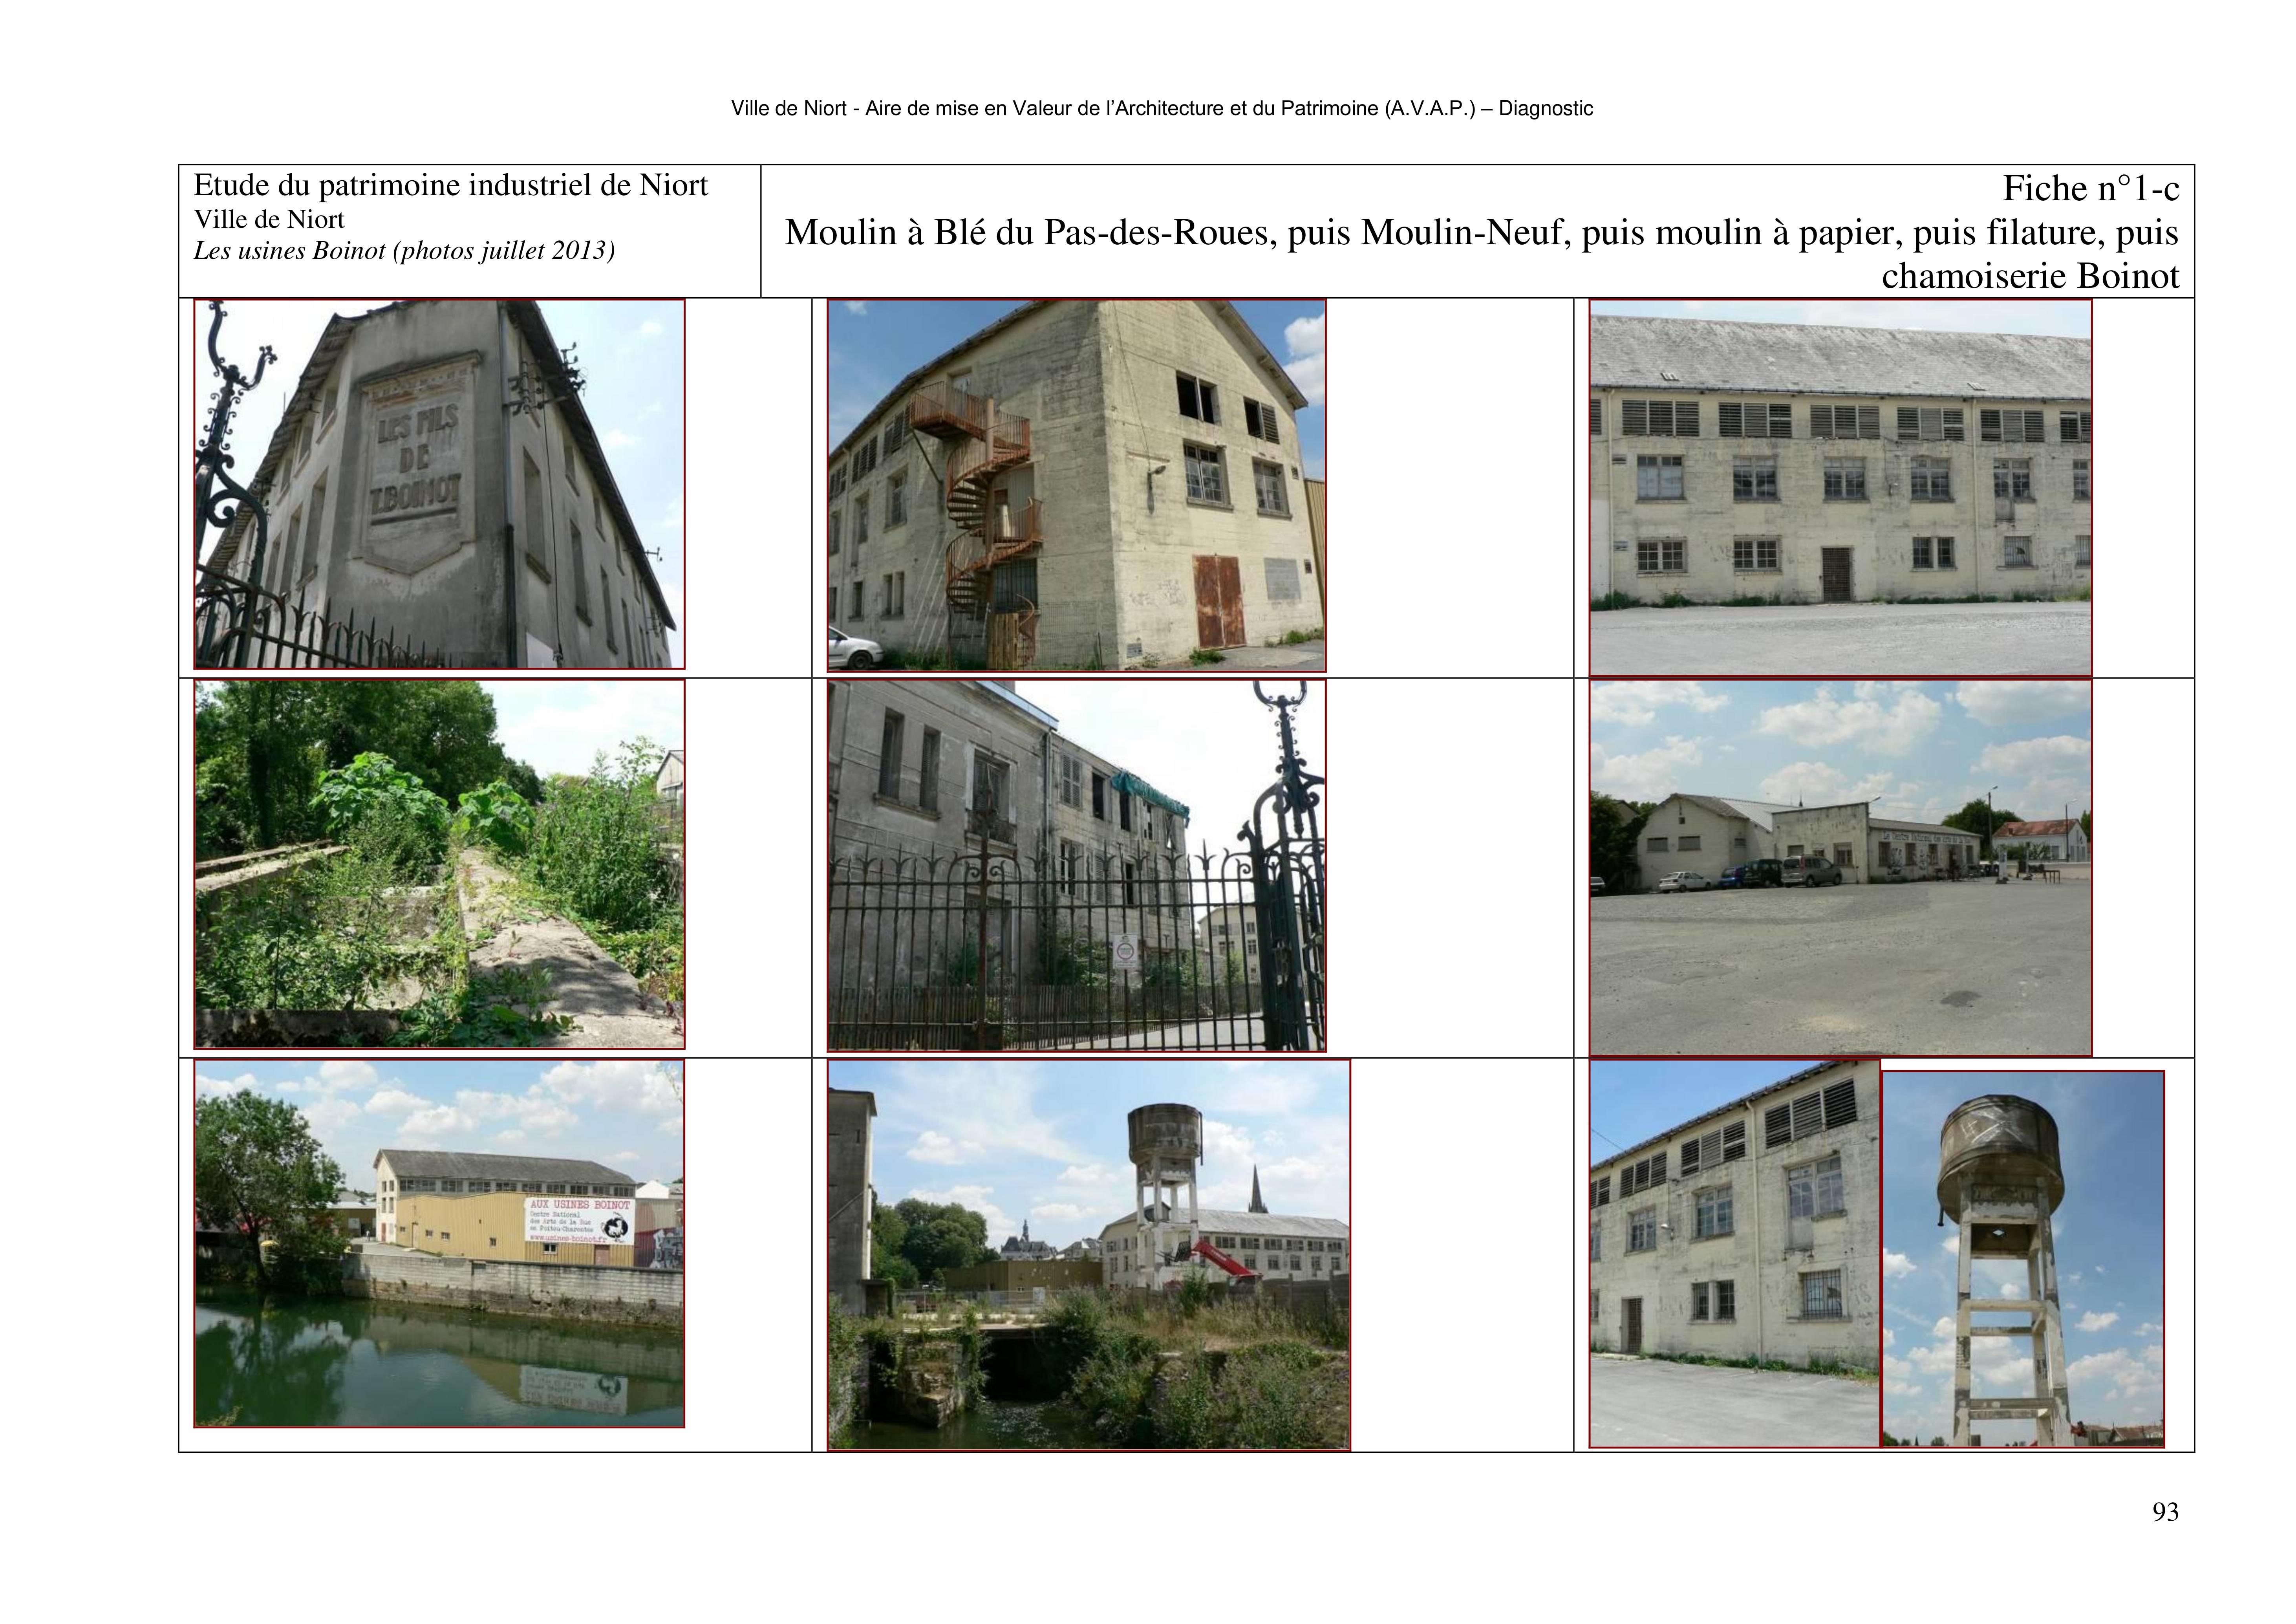 Ville de Niort - Aire de mise en Valeur de l'Architecture et du Patrimoine (A.V.A.P.) – Diagnostic
Etude du patrimoine industriel de Niort
Ville de Niort
Les usines Boinot (photos juillet 2013)
Fiche n°1-c
Moulin à Blé du Pas-des-Roues, puis Moulin-Neuf, puis moulin à papier, puis filature, puis
chamoiserie Boinot
LES FILS
DE
T.BOINOT
AUX USINES BOINOT
Centre National
des Arts de la Rue
en Poitou-Charentes
www.usines-boinot.fr
93